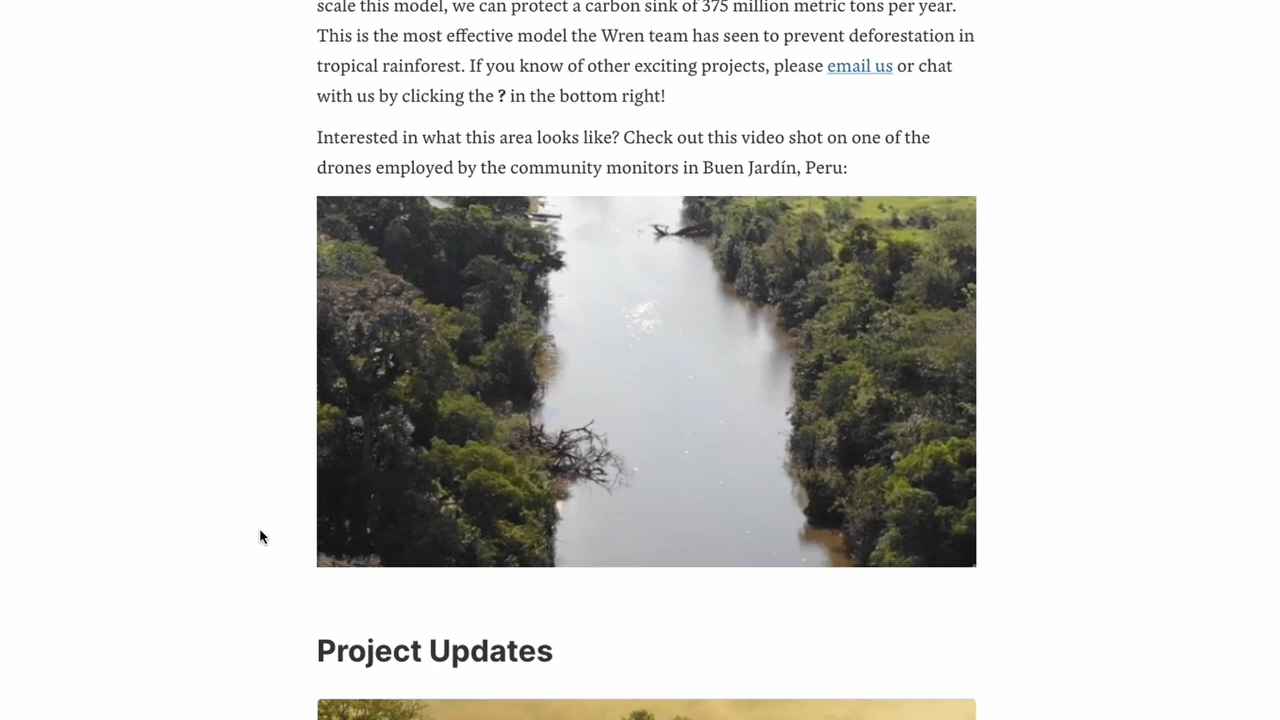 scale this model, we can protect a carbon sink of 375 million metric tons per year.
This is the most effective model the Wren team has seen to prevent deforestation in
tropical rainforest. If you know of other exciting projects, please email us or chat
with us by clicking the ? in the bottom right!
Interested in what this area looks like? Check out this video shot on one of the
drones employed by the community monitors in Buen Jardín, Peru:
Project Updates